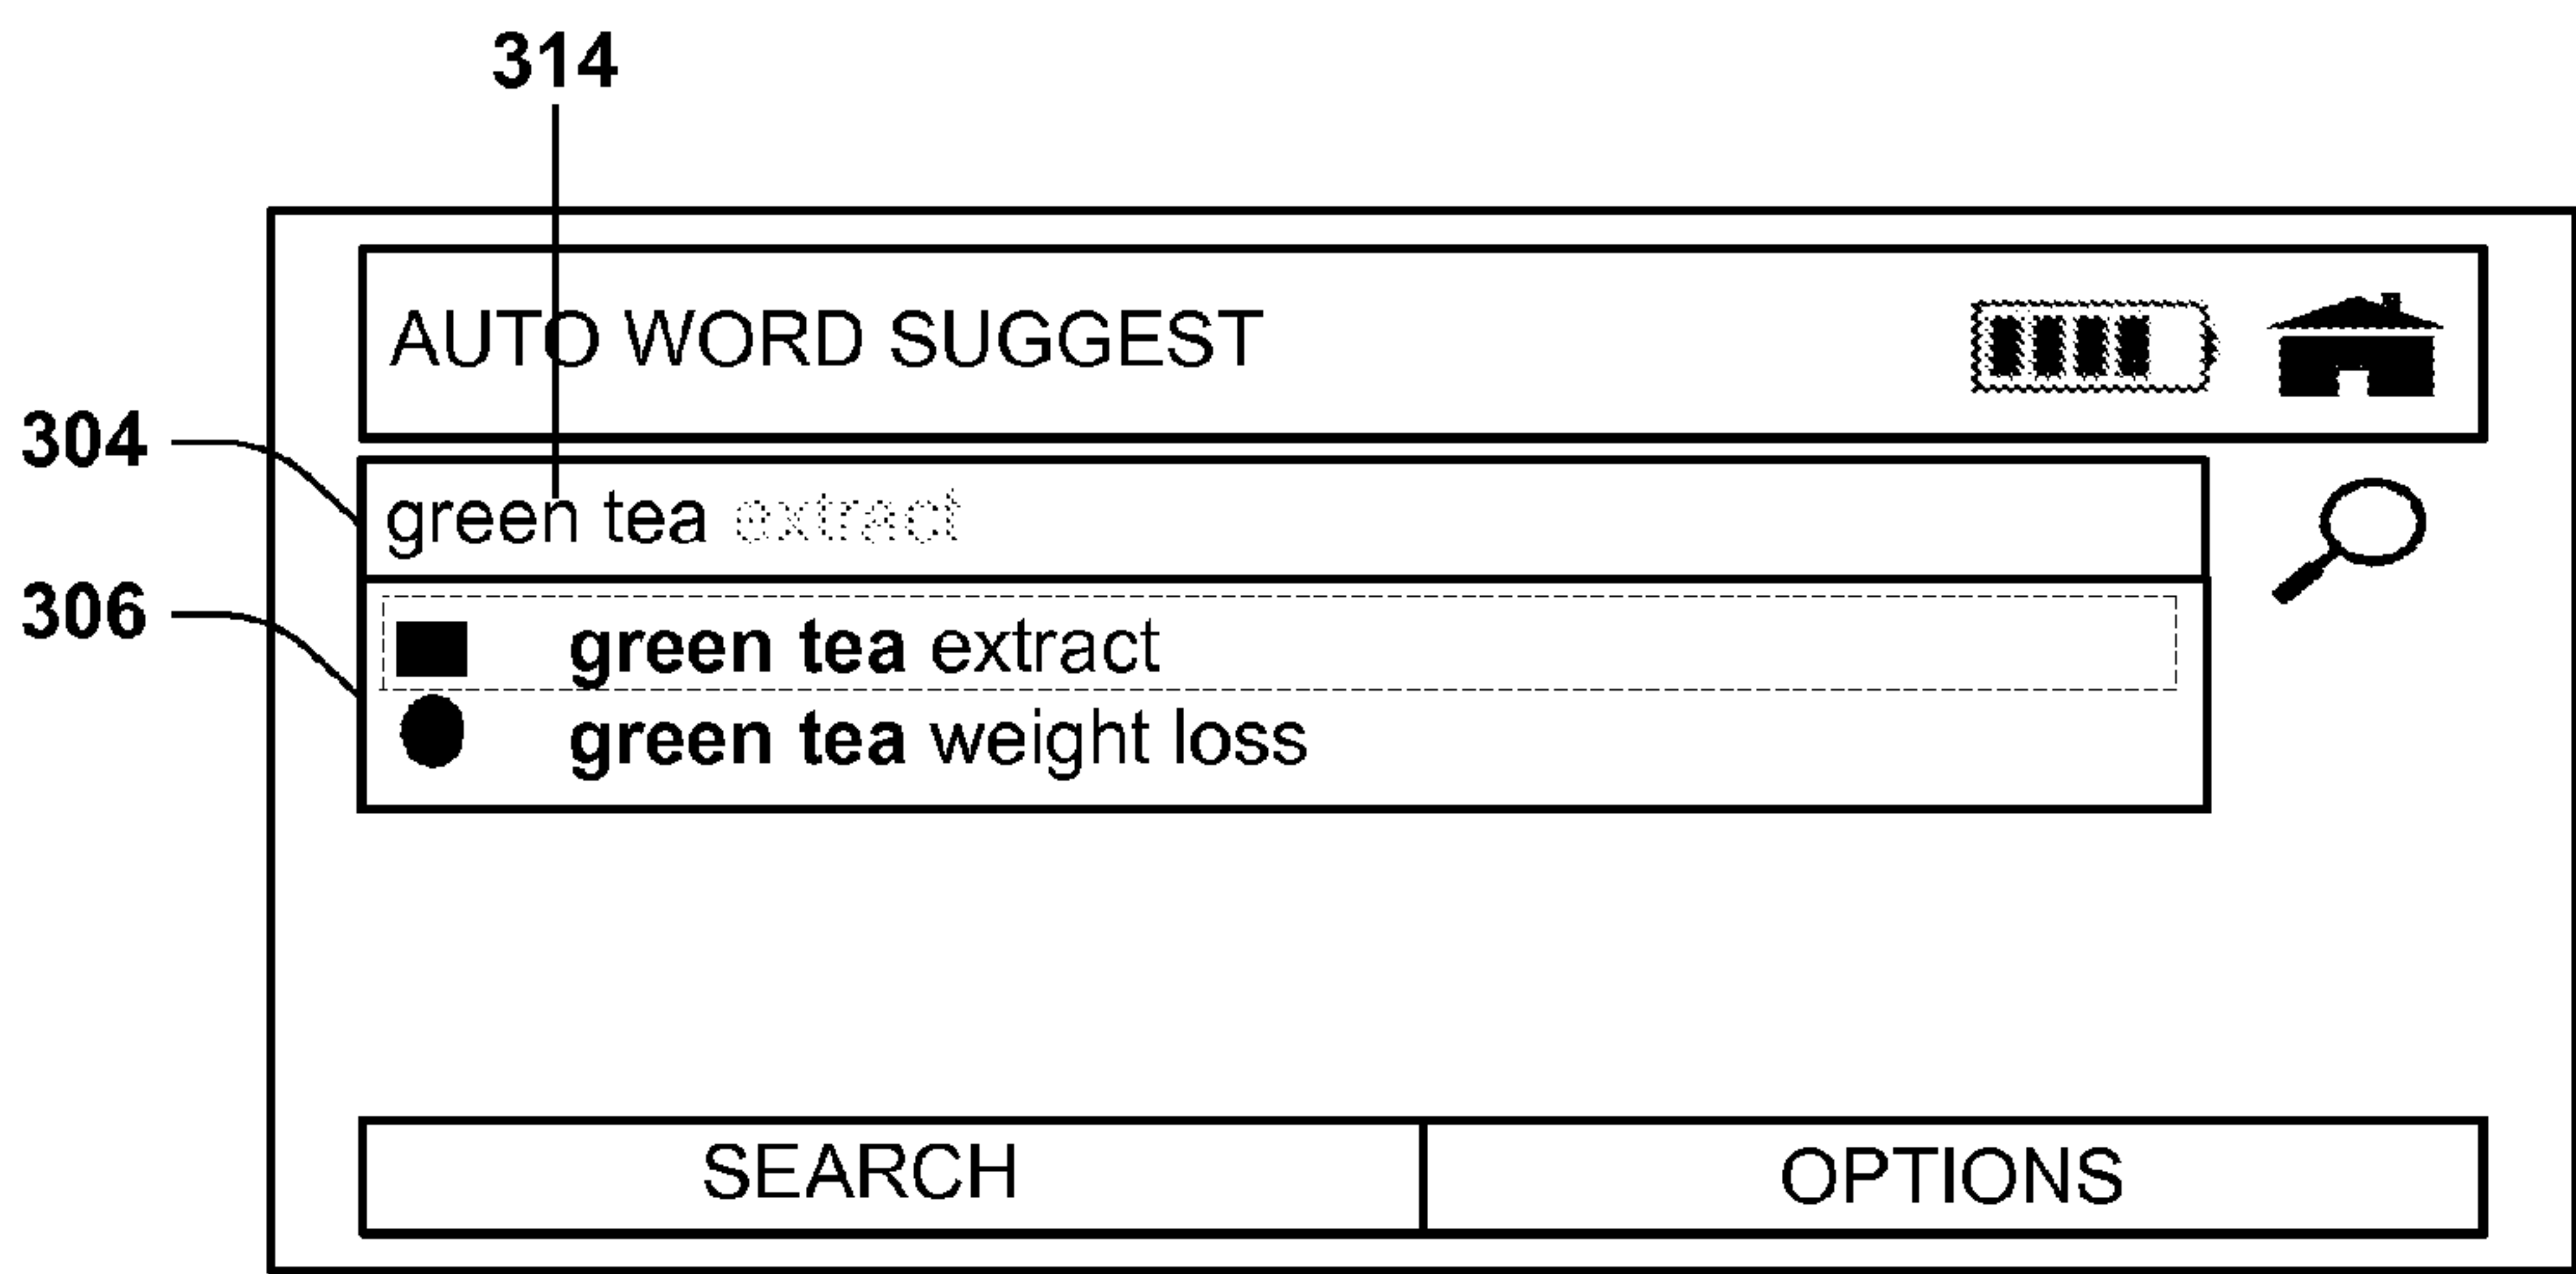 314
AUTO WORD SUGGEST
304
green tea extract
306
green tea extract
green tea weight loss
SEARCH
OPTIONS